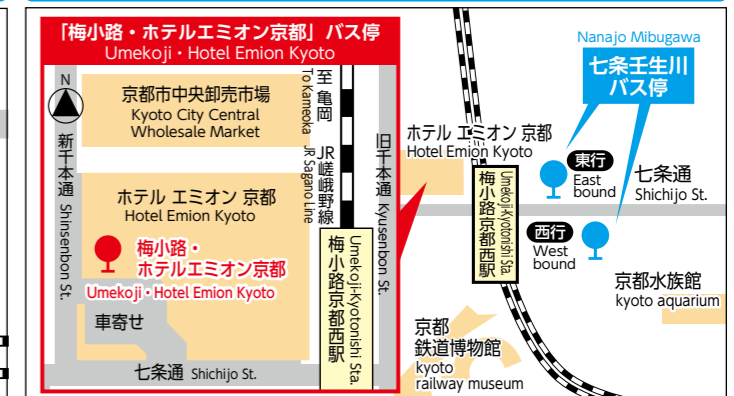 「梅小路・ホテルエミオン京都」バス停
Umekoji・Hotel Emion Kyoto
N
京都市中央卸売市場
Kyoto City Central
Wholesale Market
至 亀岡
To Kameoka
JR嵯峨野線
JR Sagano Line
新千本通 Shinsenbon St.
旧千本通 Kyusenbon St.
ホテル エミオン 京都
Hotel Emion Kyoto
梅小路・
ホテルエミオン京都
Umekoji・Hotel Emion Kyoto
車寄せ
梅小路京都西駅
Umekoji-Kyotonishi Sta.
七条通 Shichijo St.
Nanajo Mibugawa
七条壬生川
バス停
ホテル エミオン 京都
Hotel Emion Kyoto
Umekoji-Kyotonishi Sta.
梅小路京都西駅
東行
East
bound
七条通
Shichijo St.
西行
West
bound
京都水族館
kyoto aquarium
京都
鉄道博物館
kyoto
railway museum